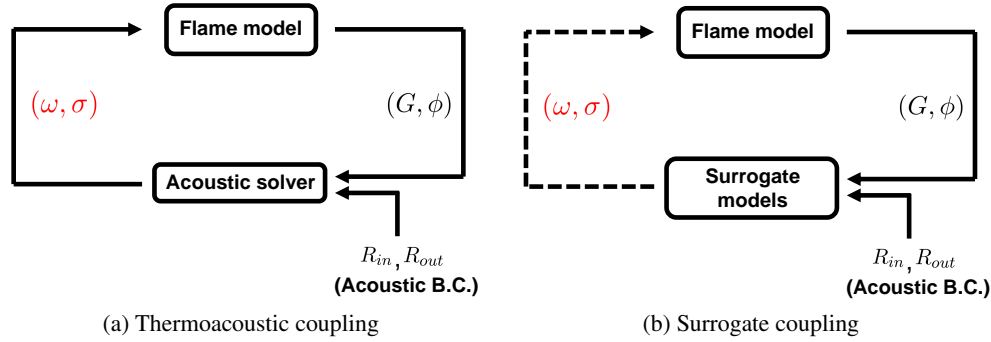 Flame model
(ω, σ)
(G, ϕ)
Acoustic solver
R_in, R_out
(Acoustic B.C.)
(a) Thermoacoustic coupling
Flame model
(ω, σ)
(G, ϕ)
Surrogate
models
R_in, R_out
(Acoustic B.C.)
(b) Surrogate coupling